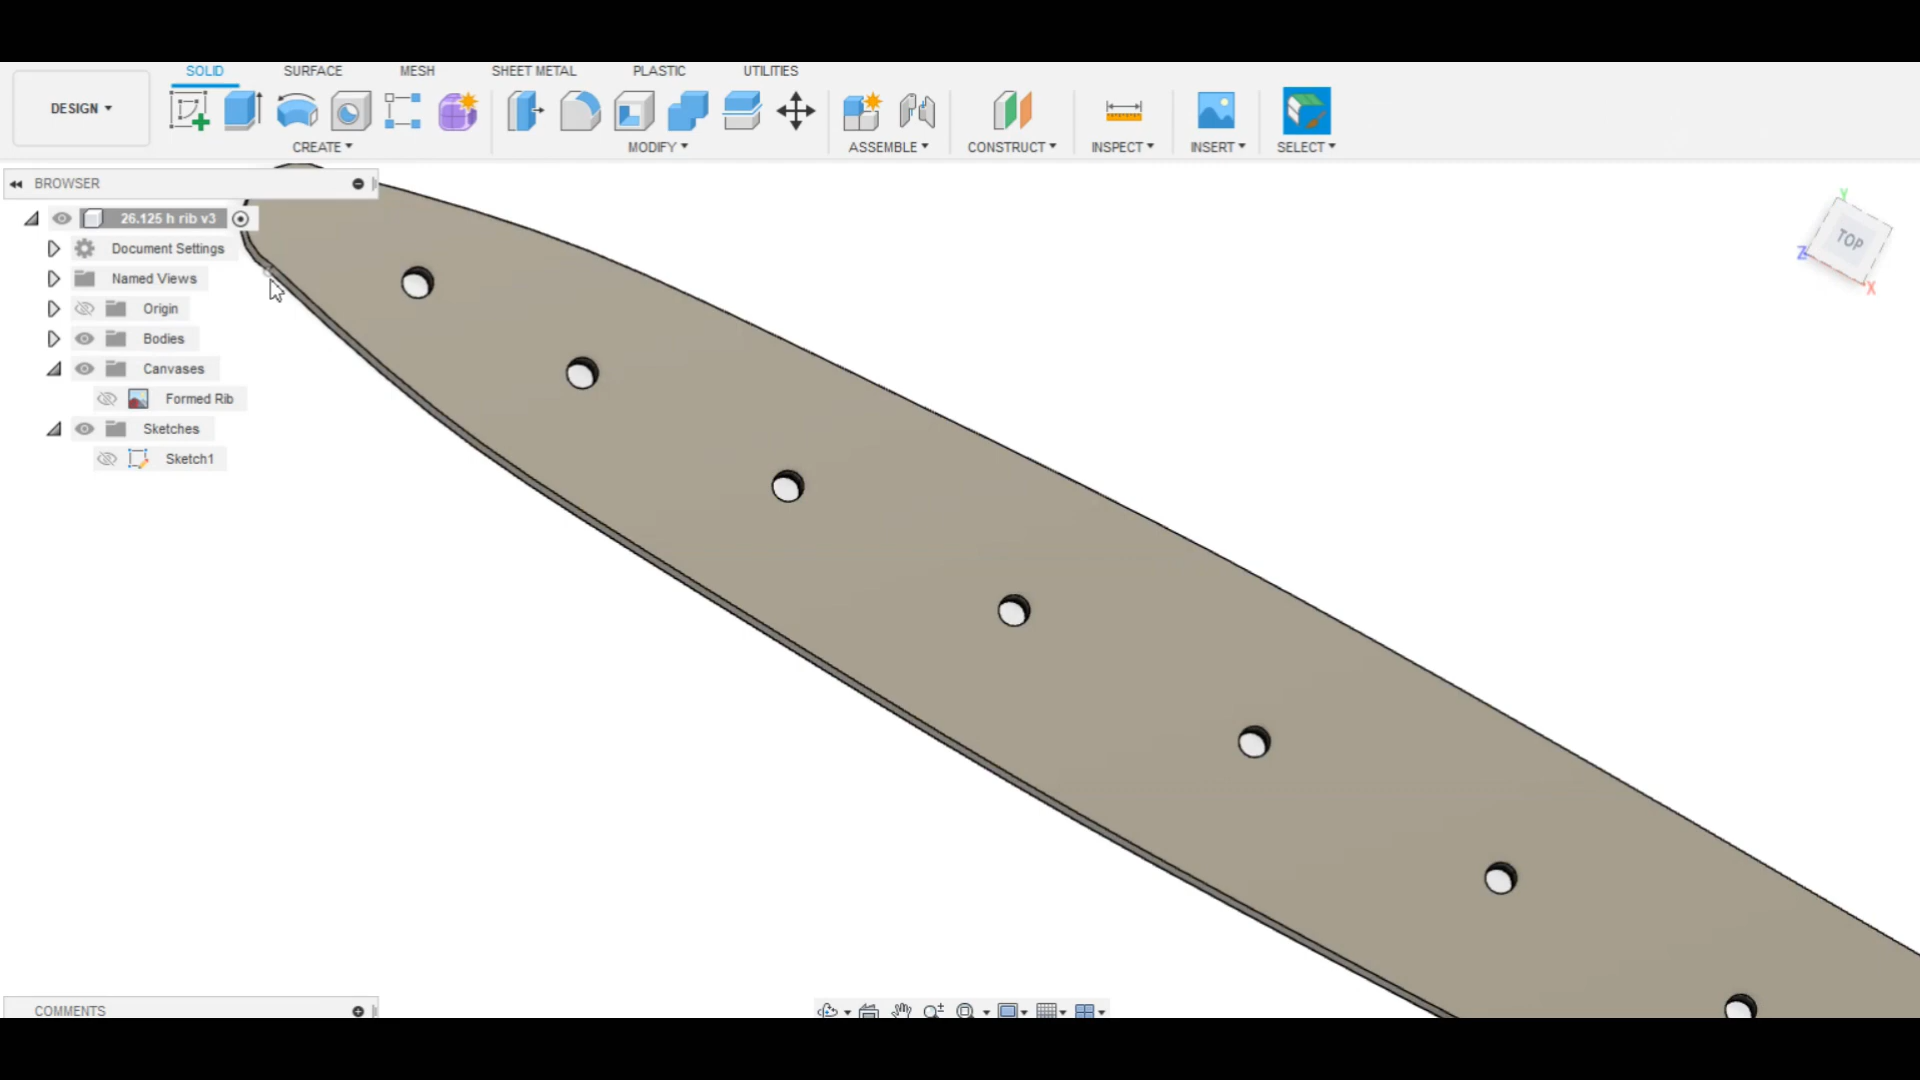 SOLID SURFACE MESH SHEET METAL PLASTIC UTILITIES
DESIGN
CREATE MODIFY ASSEMBLE CONSTRUCT INSPECT INSERT SELECT
BROWSER
26.125 h rib v3
Document Settings
Named Views
Origin
Bodies
Canvases
Formed Rib
Sketches
Sketch1
Y
TOP
Z
X
COMMENTS